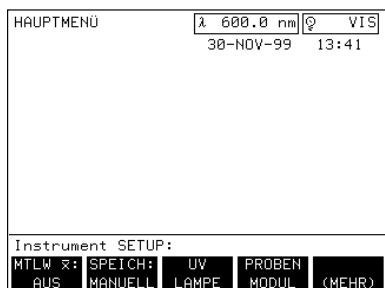 HAUPTMENÜ λ 600.0 nm VIS
30-NOV-99 13:41
Instrument SETUP:
MTLW x̅: SPEICH: UV PROBEN
AUS MANUELL LAMPE MODUL (MEHR)